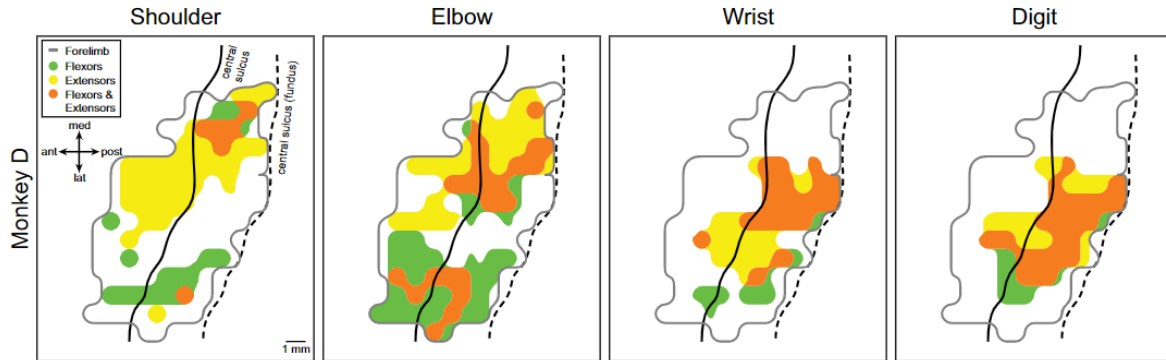 Shoulder Elbow Wrist Digit
Monkey D
Forelimb
Flexors
Extensors
Flexors &
Extensors
central
sulcus
central sulcus (fundus)
med
ant post
lat
1 mm